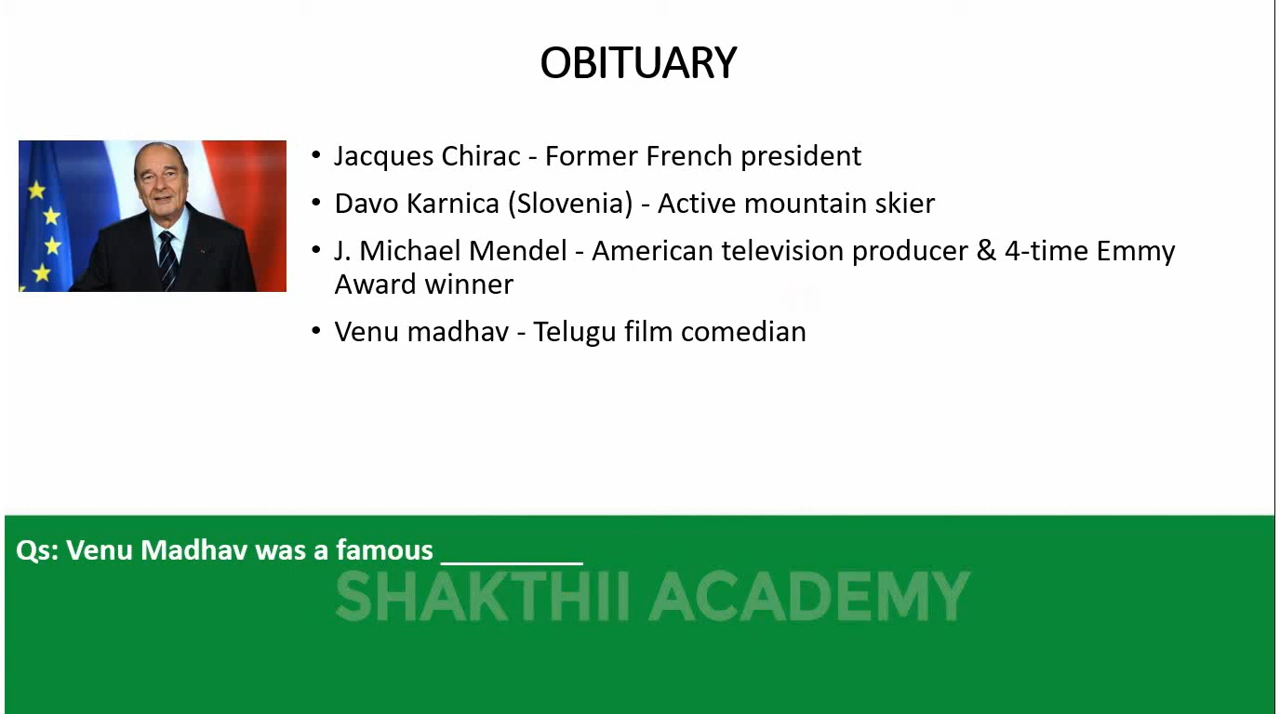 OBITUARY
• Jacques Chirac - Former French president
• Davo Karnica (Slovenia) - Active mountain skier
• J. Michael Mendel - American television producer & 4-time Emmy
Award winner
• Venu madhav - Telugu film comedian
Qs: Venu Madhav was a famous _________
SHAKTHII ACADEMY